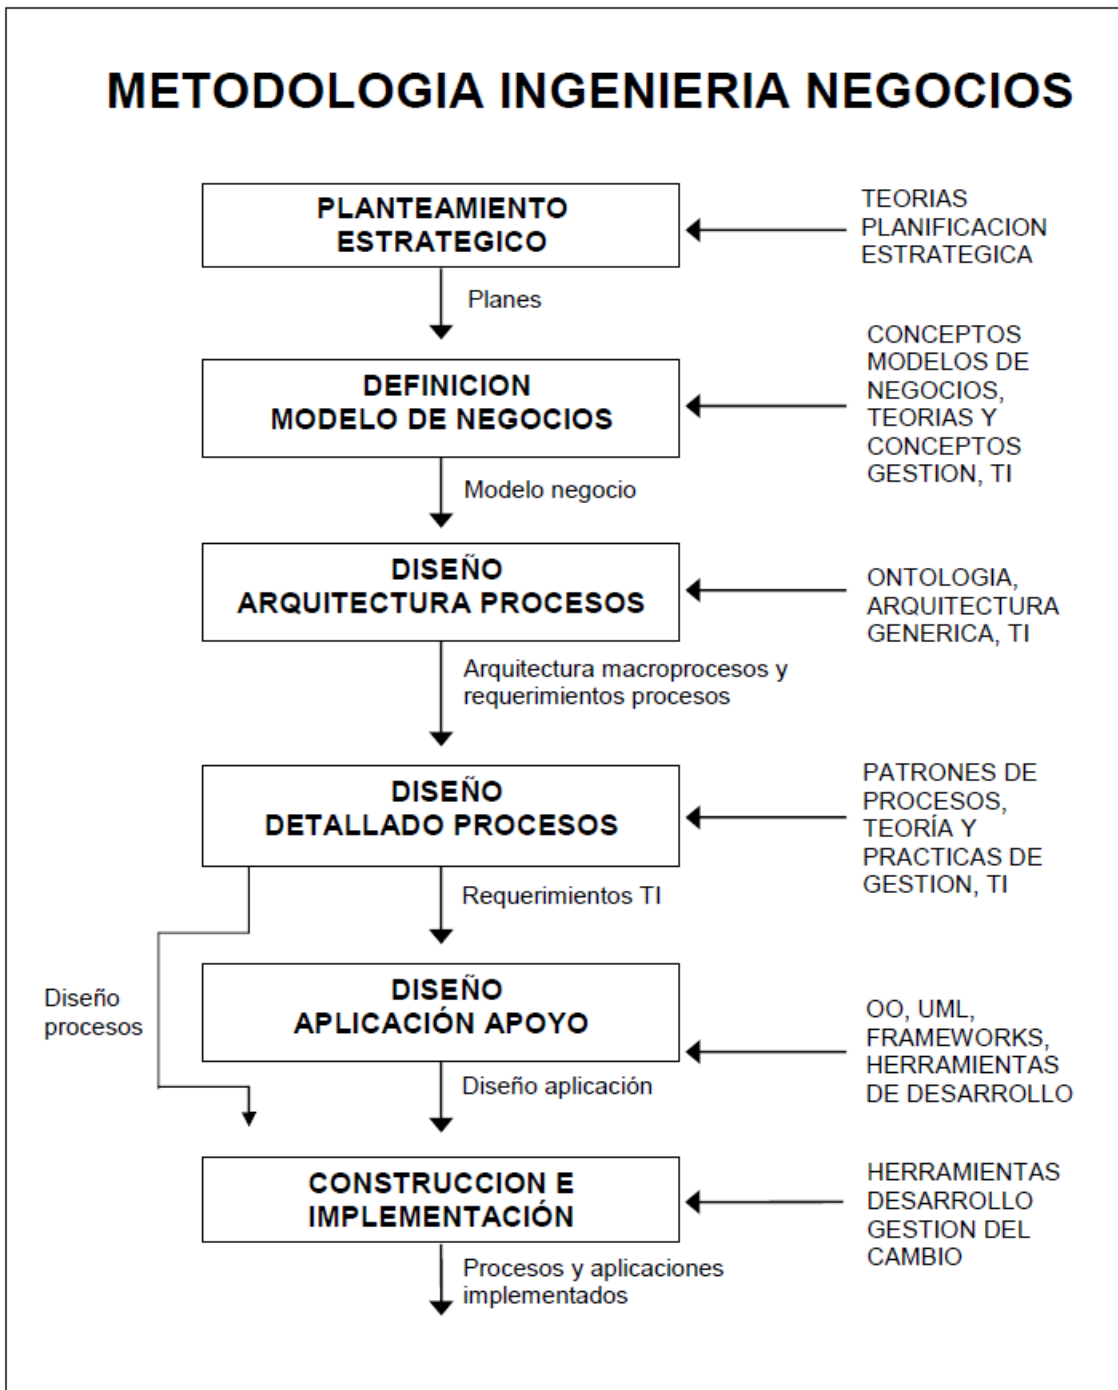 METODOLOGIA INGENIERIA NEGOCIOS
PLANTEAMIENTO
ESTRATEGICO
TEORIAS
PLANIFICACION
ESTRATEGICA
Planes
DEFINICION
MODELO DE NEGOCIOS
CONCEPTOS
MODELOS DE
NEGOCIOS,
TEORIAS Y
CONCEPTOS
GESTION, TI
Modelo negocio
DISEÑO
ARQUITECTURA PROCESOS
ONTOLOGIA,
ARQUITECTURA
GENERICA, TI
Arquitectura macroprocesos y
requerimientos procesos
DISEÑO
DETALLADO PROCESOS
PATRONES DE
PROCESOS,
TEORÍA Y
PRACTICAS DE
GESTION, TI
Requerimientos TI
Diseño
procesos
DISEÑO
APLICACIÓN APOYO
OO, UML,
FRAMEWORKS,
HERRAMIENTAS
DE DESARROLLO
Diseño aplicación
CONSTRUCCION E
IMPLEMENTACIÓN
HERRAMIENTAS
DESARROLLO
GESTION DEL
CAMBIO
Procesos y aplicaciones
implementados